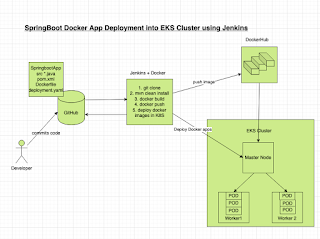 SpringBoot Docker App Deployment into EKS Cluster using Jenkins
DockerHub
SpringbootApp
src *.java
pom.xml
Dockerfile
deployment.yaml
Jenkins + Docker
push image
1. git clone
2. mvn clean install
3. docker build
4. docker push
5. deploy docker
images in K8S
GitHub
Deploy Docker apps
EKS Cluster
commits code
Developer
Master Node
POD
POD
POD
POD
POD
POD
Worker1
Worker 2